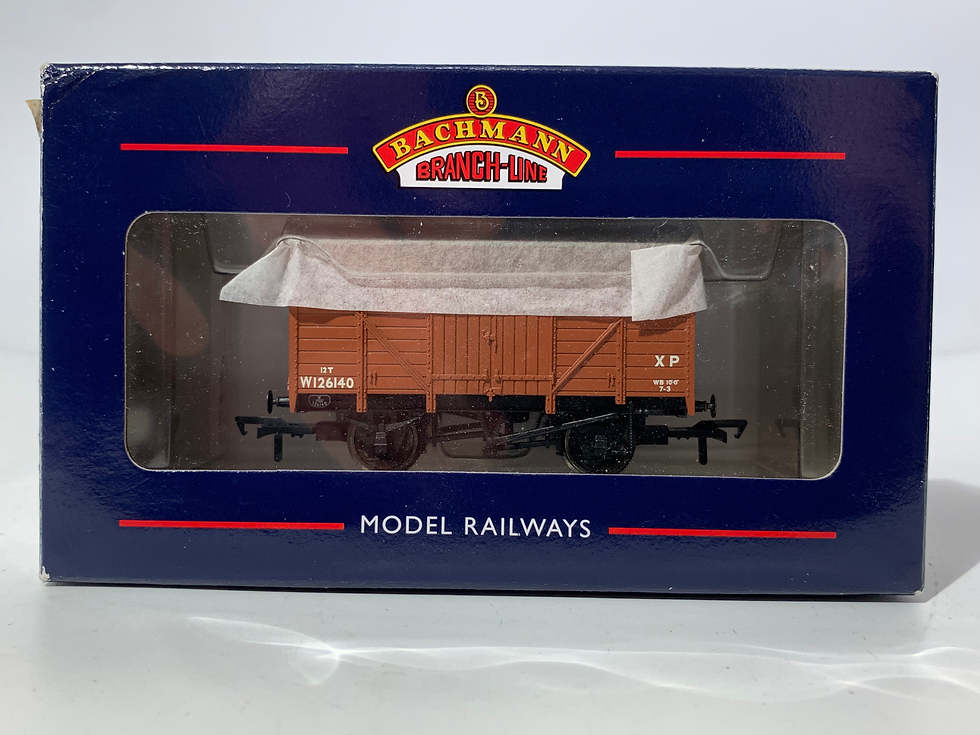 B
BACHMANN
BRANCH-LINE
12T
W126140
XP
WB 10'0"
7-3
MODEL RAILWAYS